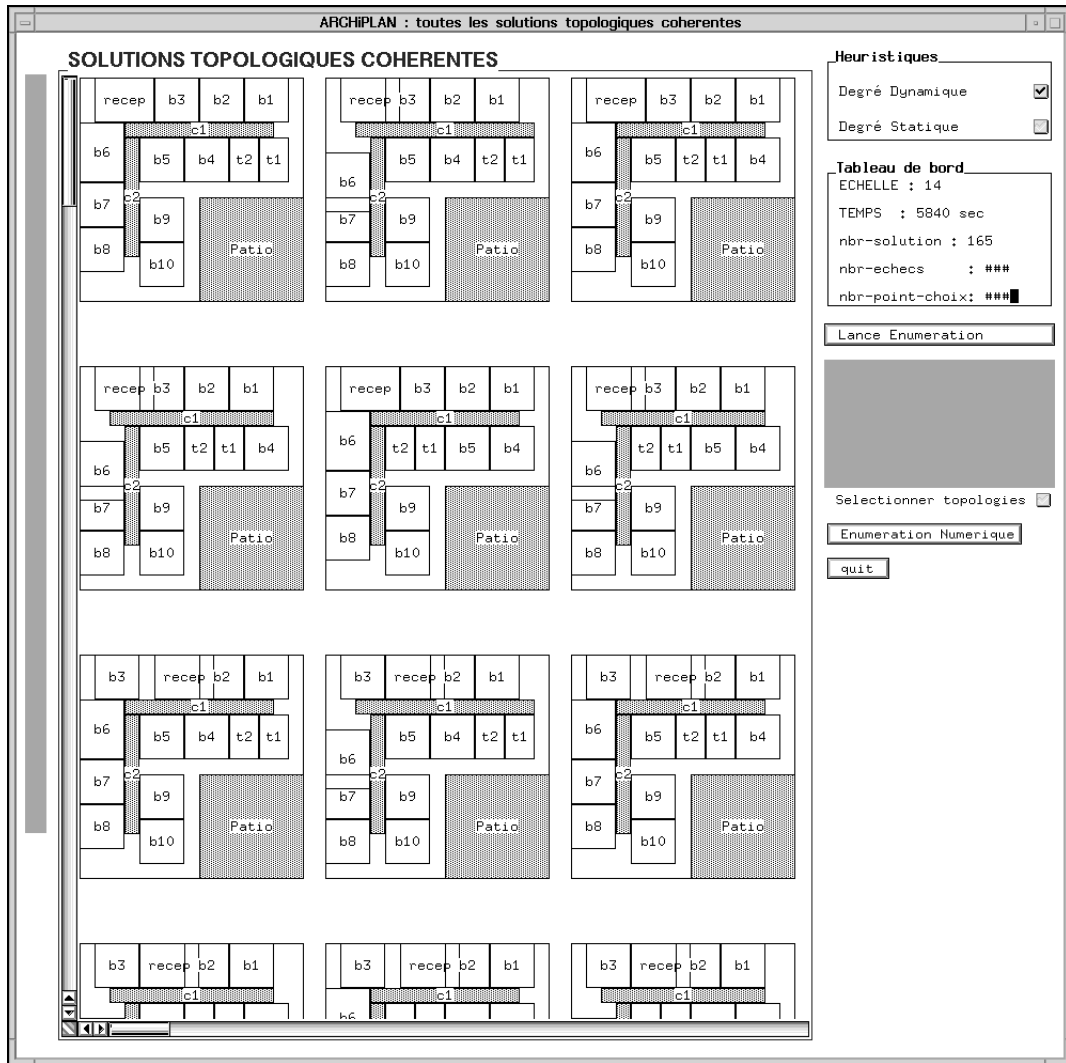 ARCHiPLAN : toutes les solutions topologiques coherentes
SOLUTIONS TOPOLOGIQUES COHERENTES
recep b3 b2 b1
c1
b6 b5 b4 t2 t1
b7 c2 b9
b8 b10 Patio
recep b3 b2 b1
c1
b6 b5 b4 t2 t1
b7 c2 b9
b8 b10 Patio
recep b3 b2 b1
c1
b6 b5 t2 t1 b4
b7 c2 b9
b8 b10 Patio
recep b3 b2 b1
c1
b6 b5 t2 t1 b4
b7 c2 b9
b8 b10 Patio
recep b3 b2 b1
c1
b6 t2 t1 b5 b4
b7 c2 b9
b8 b10 Patio
recep b3 b2 b1
c1
b6 t2 t1 b5 b4
b7 c2 b9
b8 b10 Patio
b3 recep b2 b1
c1
b6 b5 b4 t2 t1
b7 c2 b9
b8 b10 Patio
b3 recep b2 b1
c1
b6 b5 b4 t2 t1
b7 c2 b9
b8 b10 Patio
b3 recep b2 b1
c1
b6 b5 t2 t1 b4
b7 c2 b9
b8 b10 Patio
b3 recep b2 b1
c1
b3 recep b2 b1
c1
b6
b3 recep b2 b1
c1
Heuristiques
Degré Dynamique
Degré Statique
Tableau de bord
ECHELLE : 14
TEMPS : 5840 sec
nbr-solution : 165
nbr-echecs : ###
nbr-point-choix: ###
Lance Enumeration
Selectionner topologies
Enumeration Numerique
quit